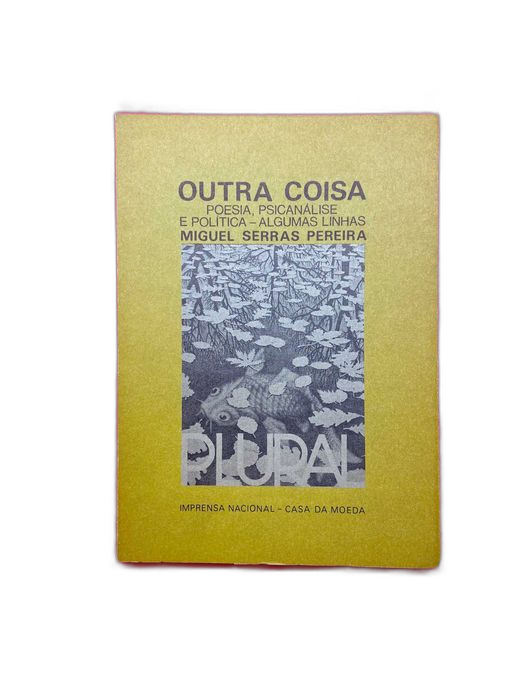 OUTRA COISA
POESIA, PSICANÁLISE
E POLÍTICA – ALGUMAS LINHAS
MIGUEL SERRAS PEREIRA
PLURAL
IMPRENSA NACIONAL – CASA DA MOEDA